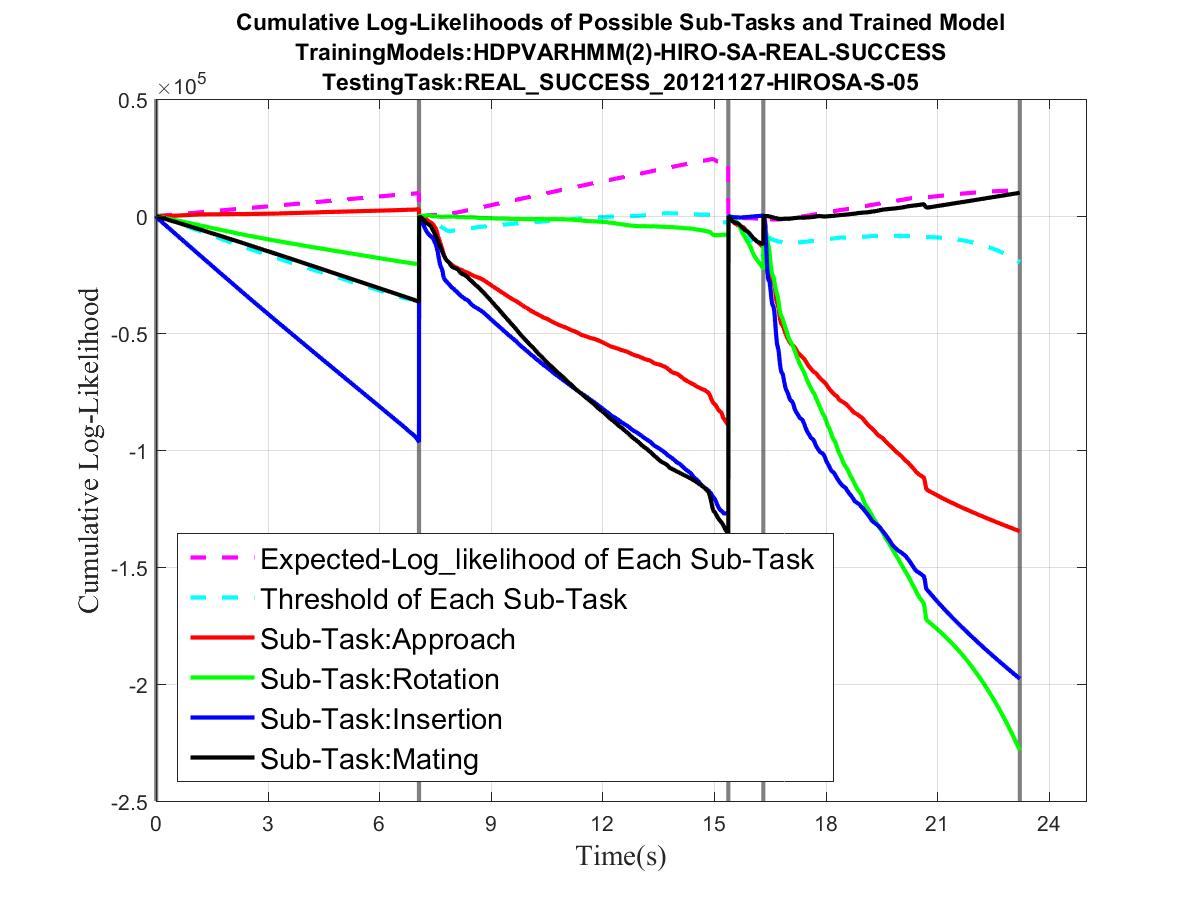 Cumulative Log-Likelihoods of Possible Sub-Tasks and Trained Model
TrainingModels:HDPVARHMM(2)-HIRO-SA-REAL-SUCCESS
TestingTask:REAL_SUCCESS_20121127-HIROSA-S-05
×10^5
0.5
0
-0.5
-1
-1.5
-2
-2.5
Cumulative Log-Likelihood
Expected-Log_likelihood of Each Sub-Task
Threshold of Each Sub-Task
Sub-Task:Approach
Sub-Task:Rotation
Sub-Task:Insertion
Sub-Task:Mating
0 3 6 9 12 15 18 21 24
Time(s)